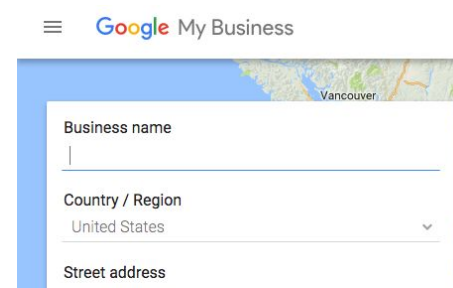 Google My Business
Vancouver
Business name
Country / Region
United States
Street address